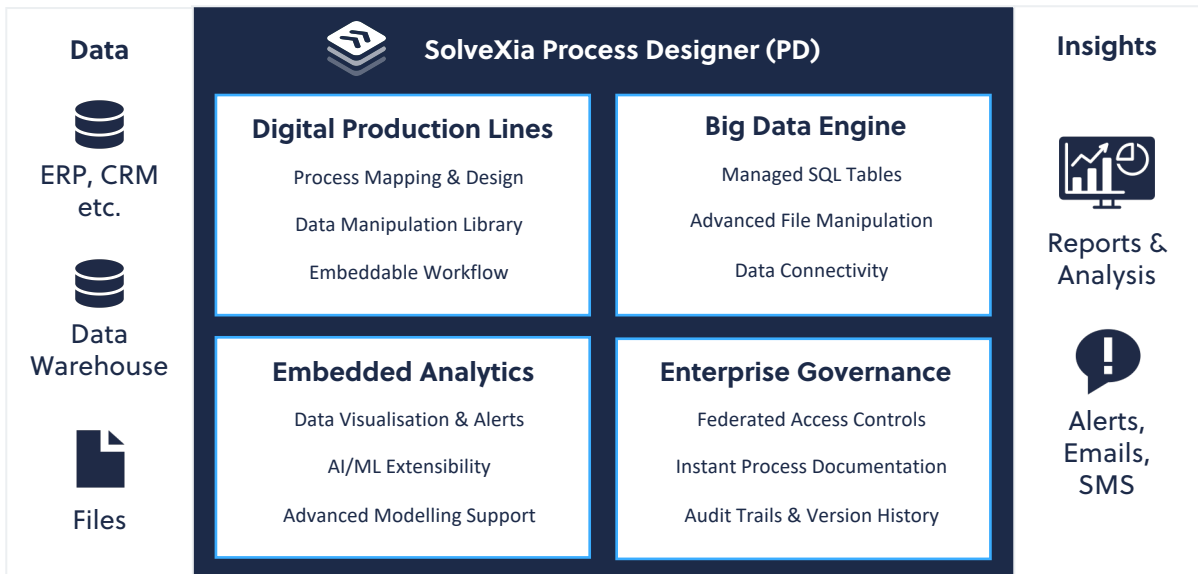 Data
ERP, CRM
etc.
Data
Warehouse
Files
SolveXia Process Designer (PD)
Digital Production Lines
Process Mapping & Design
Data Manipulation Library
Embeddable Workflow
Big Data Engine
Managed SQL Tables
Advanced File Manipulation
Data Connectivity
Embedded Analytics
Data Visualisation & Alerts
AI/ML Extensibility
Advanced Modelling Support
Enterprise Governance
Federated Access Controls
Instant Process Documentation
Audit Trails & Version History
Insights
Reports &
Analysis
Alerts,
Emails,
SMS